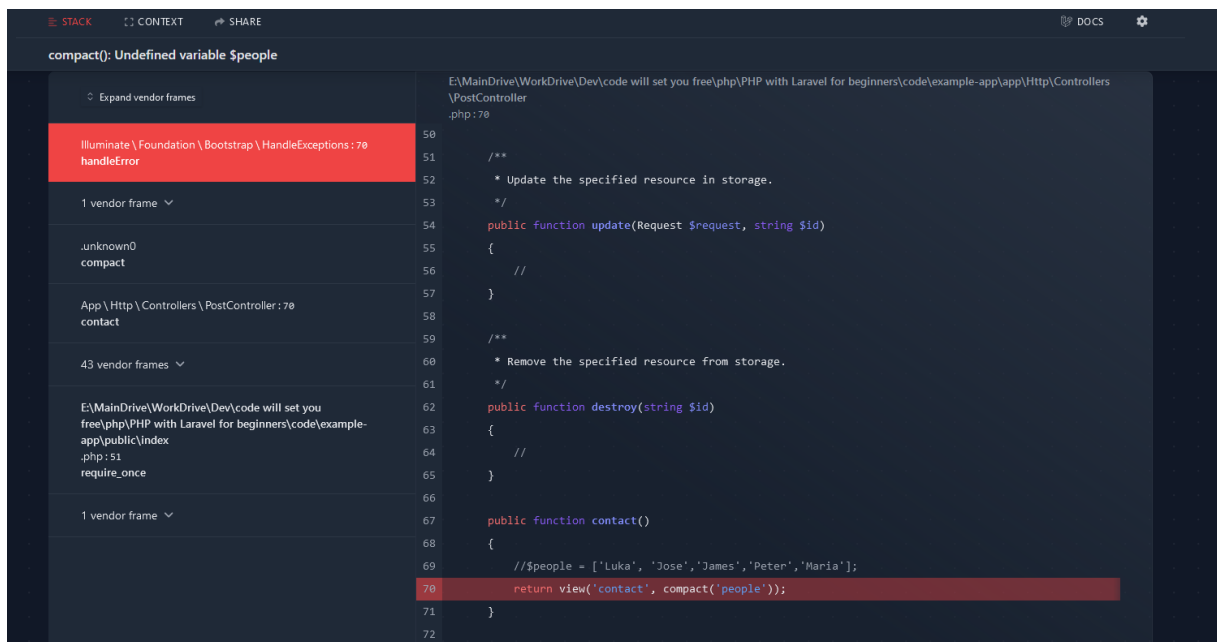 STACK CONTEXT SHARE DOCS
compact(): Undefined variable $people
Expand vendor frames
Illuminate\Foundation\Bootstrap\HandleExceptions:70
handleError
1 vendor frame
.unknown0
compact
App\Http\Controllers\PostController:70
contact
43 vendor frames
E:\MainDrive\WorkDrive\Dev\code will set you
free\php\PHP with Laravel for beginners\code\example-
app\public\index
.php:51
require_once
1 vendor frame
E:\MainDrive\WorkDrive\Dev\code will set you free\php\PHP with Laravel for beginners\code\example-app\app\Http\Controllers
\PostController
.php:70
50
51 /**
52 * Update the specified resource in storage.
53 */
54 public function update(Request $request, string $id)
55 {
56 //
57 }
58
59 /**
60 * Remove the specified resource from storage.
61 */
62 public function destroy(string $id)
63 {
64 //
65 }
66
67 public function contact()
68 {
69 //$people = ['Luka', 'Jose','James','Peter','Maria'];
70 return view('contact', compact('people'));
71 }
72